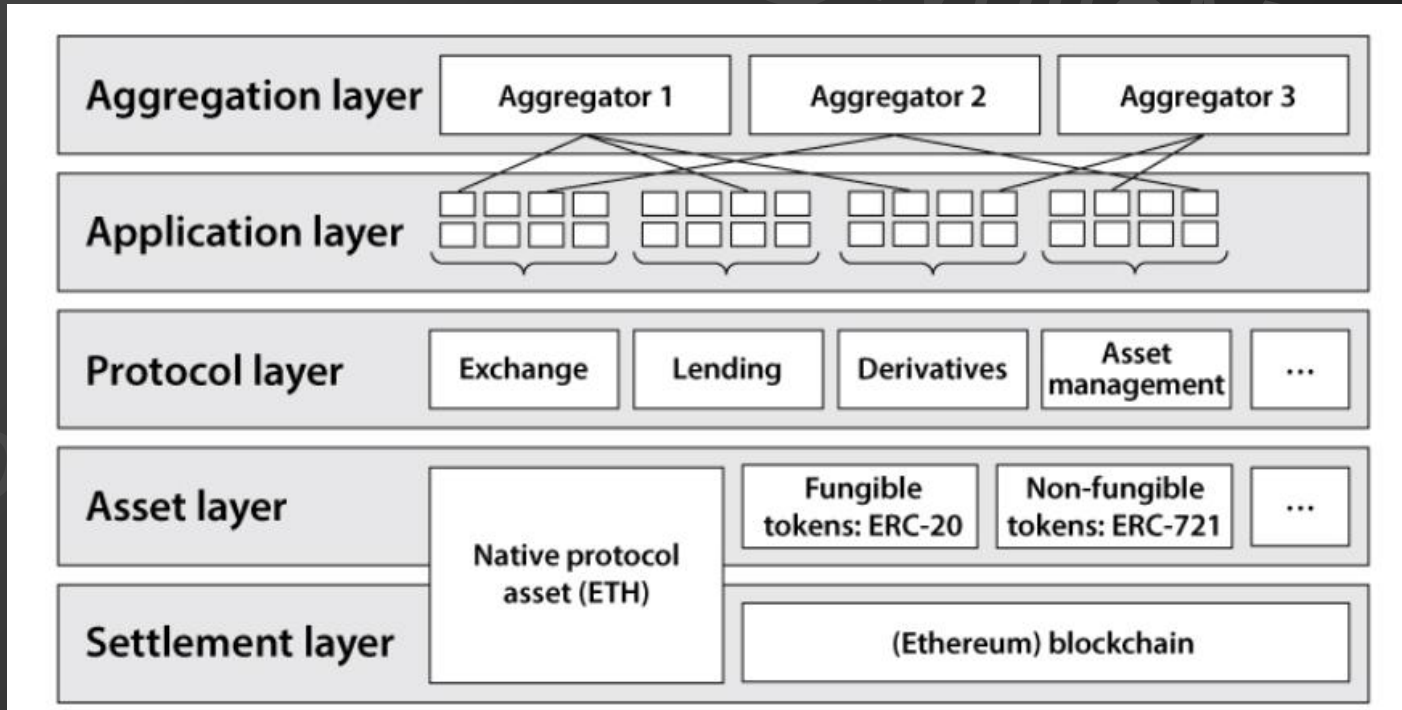 Aggregation layer
Aggregator 1
Aggregator 2
Aggregator 3
Application layer
Protocol layer
Exchange
Lending
Derivatives
Asset
management
...
Asset layer
Native protocol
asset (ETH)
Fungible
tokens: ERC-20
Non-fungible
tokens: ERC-721
...
Settlement layer
(Ethereum) blockchain